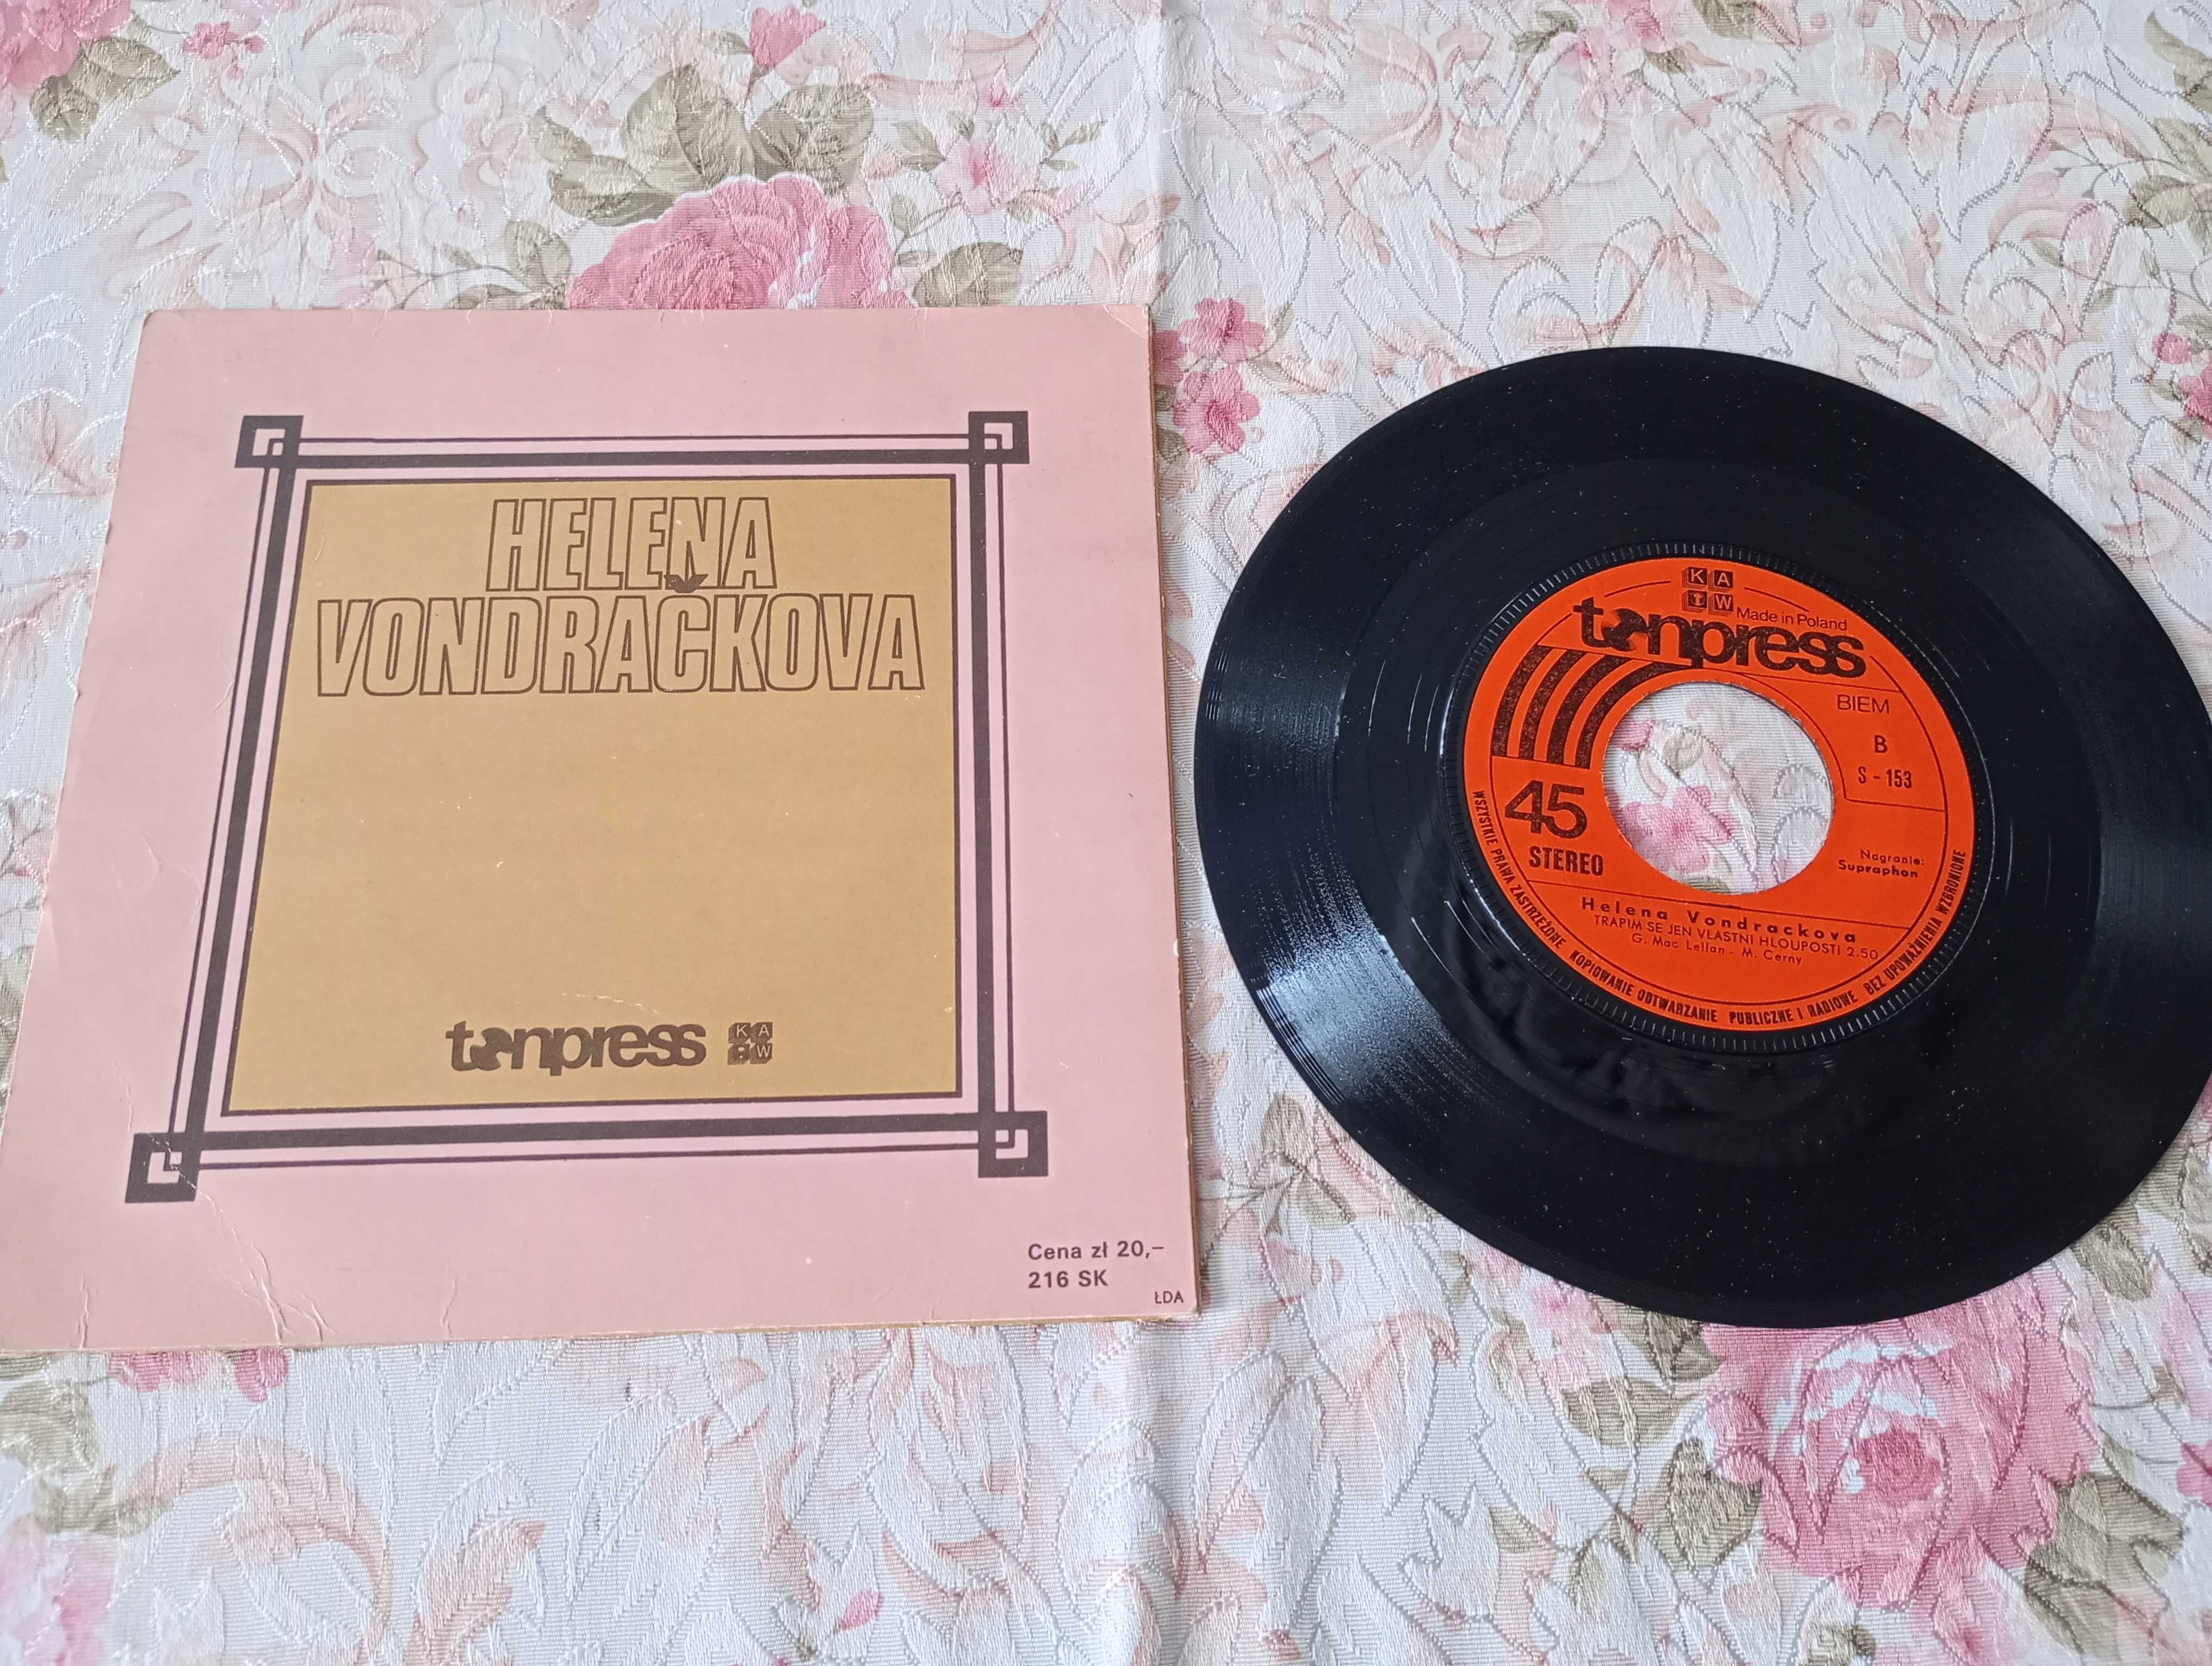 HELENA
VONDRAČKOVA
tonpress KAW
Cena zł 20,–
216 SK
ŁDA
K A
W
Made in Poland
tonpress
BIEM
B
S - 153
45
STEREO
Nagranie:
Supraphon
Helena Vondrackova
TRAPIM SE JEN VLASTNI HLOUPOSTI 2.50
G. Mac Lellan - M. Cerny
WSZYSTKIE PRAWA ZASTRZEŻONE KOPIOWANIE ODTWARZANIE PUBLICZNE I RADIOWE BEZ UPOWAŻNIENIA WZBRONIONE